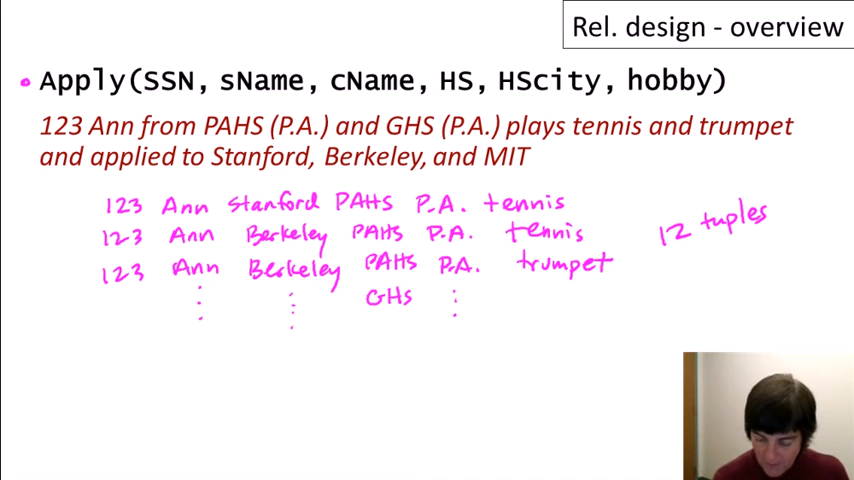 Rel. design - overview
• Apply(SSN, sName, cName, HS, HScity, hobby)
123 Ann from PAHS (P.A.) and GHS (P.A.) plays tennis and trumpet
and applied to Stanford, Berkeley, and MIT
123 Ann Stanford PAHS P.A. tennis
123 Ann Berkeley PAHS P.A. tennis
12 tuples
123 Ann Berkeley PAHS P.A. trumpet
GHS